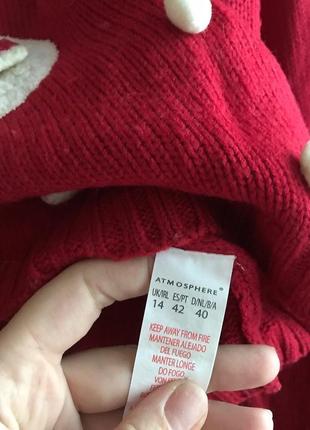 ATMOSPHERE®
UK/IRL ES/PT D/NL/B/A
14 42 40
KEEP AWAY FROM FIRE
MANTENER ALEJADO
DEL FUEGO
MANTER LONGE
DO FOGO
VON